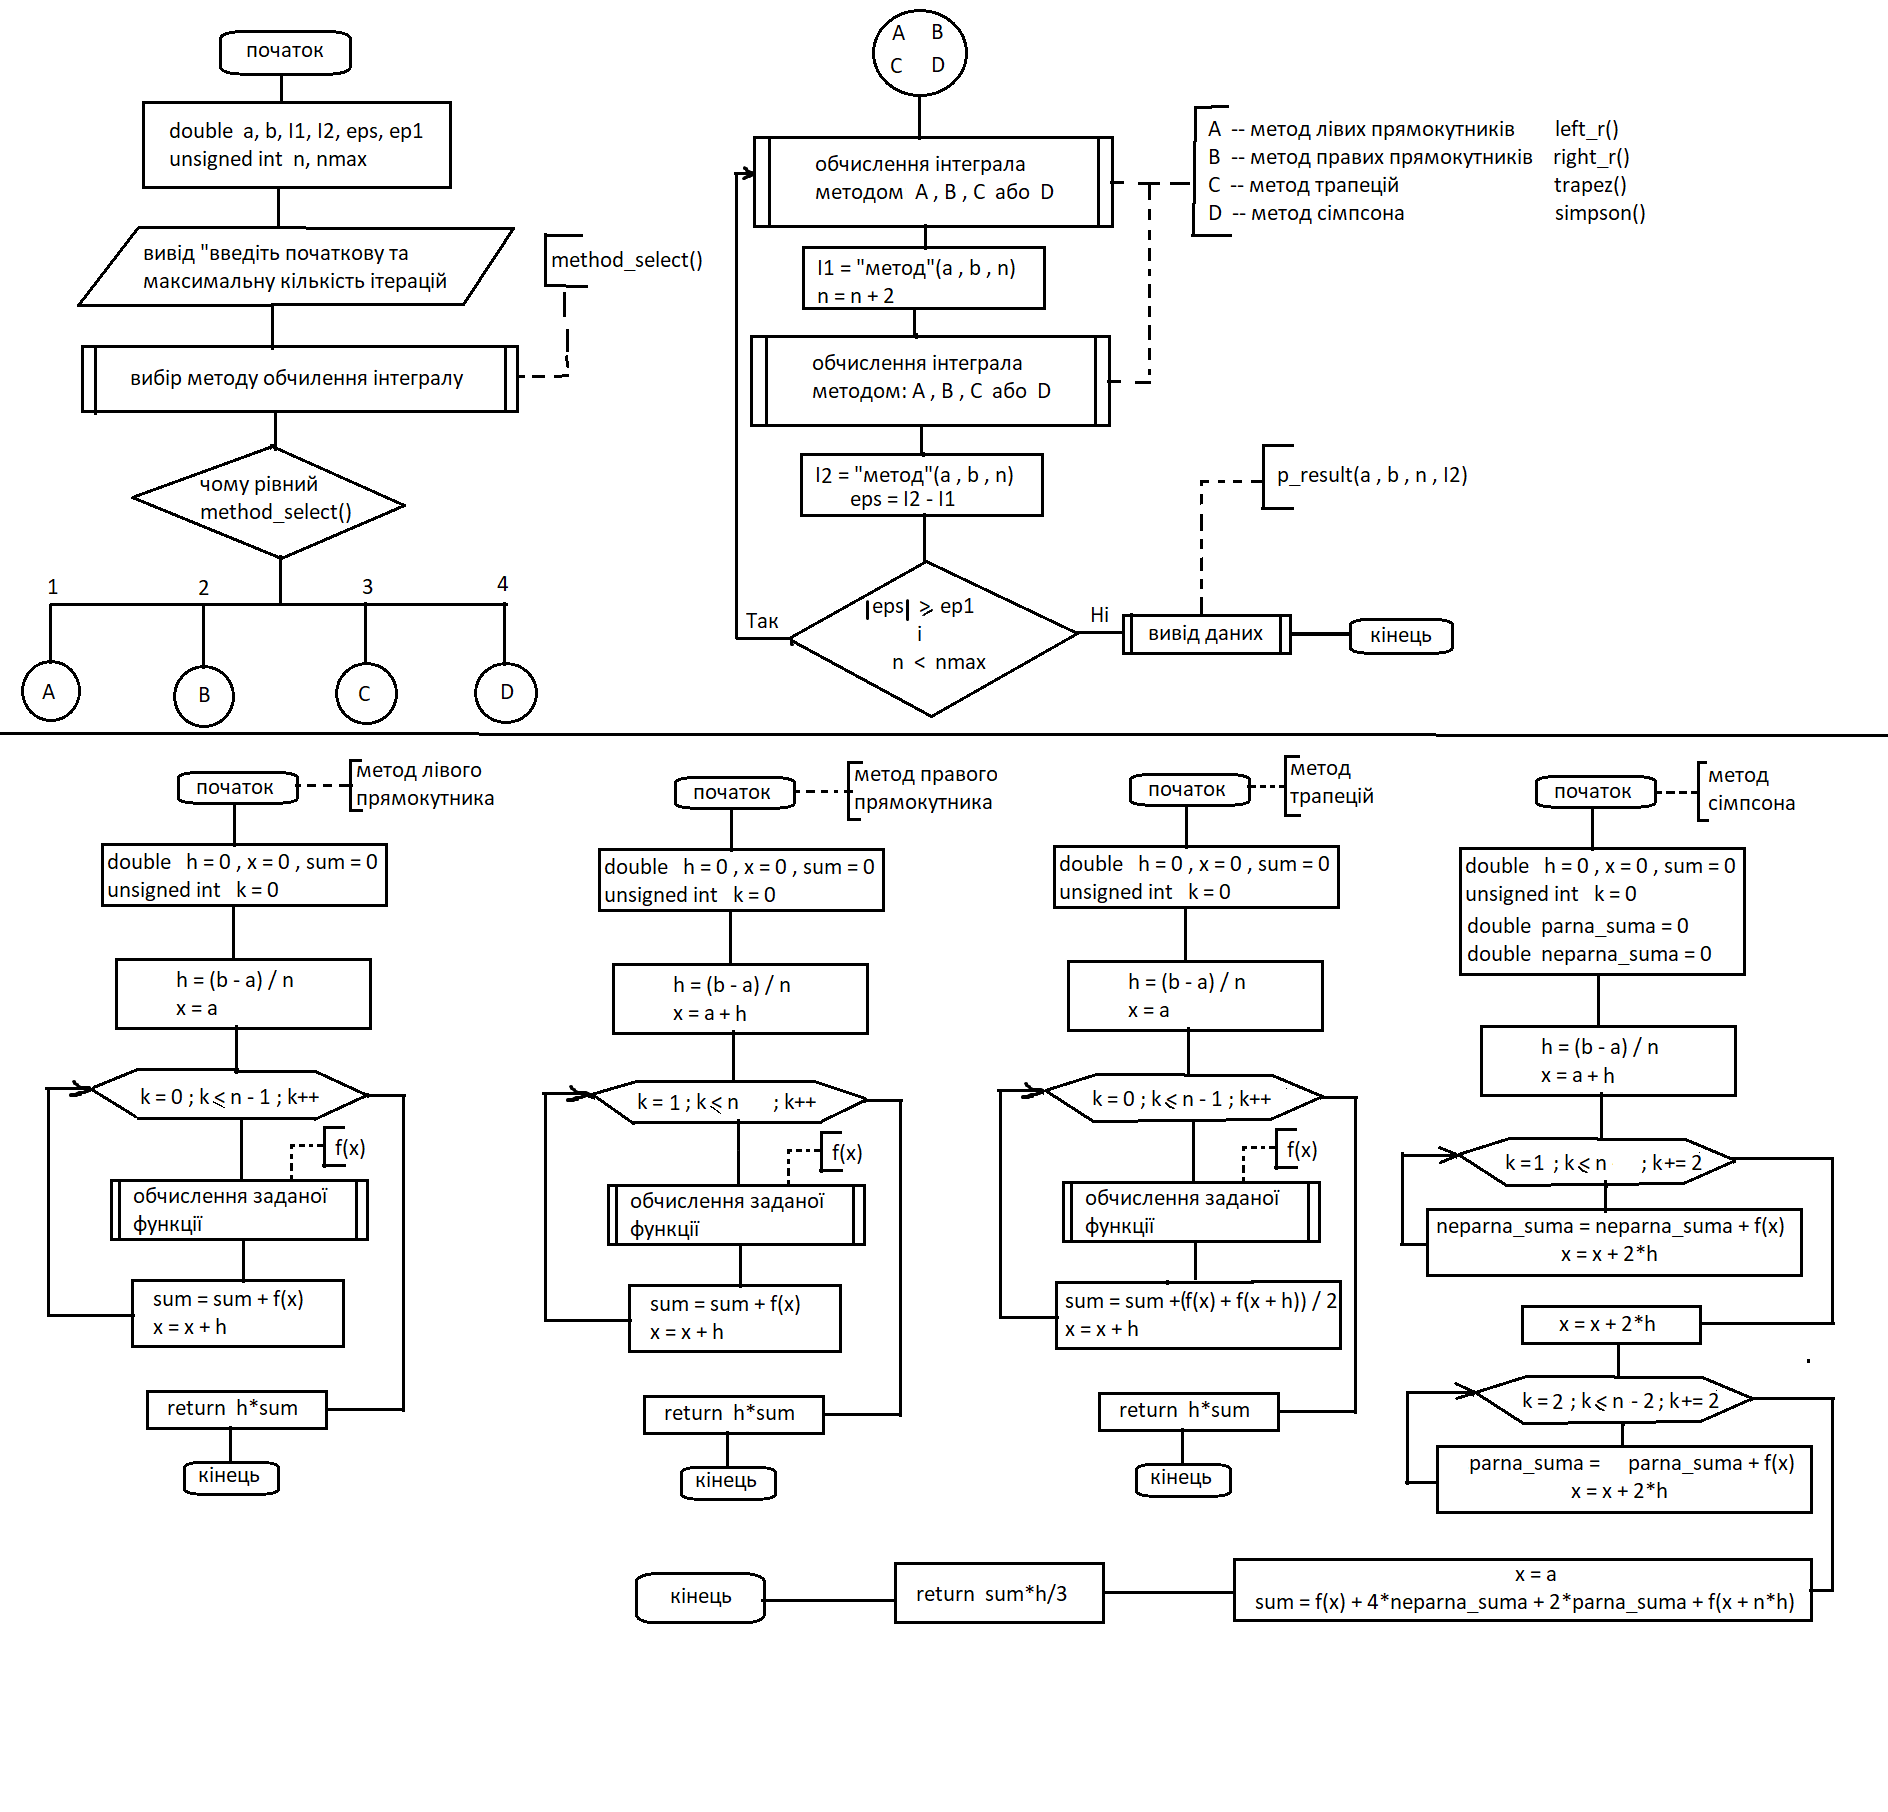 початок
double a, b, I1, I2, eps, ep1
unsigned int n, nmax
вивід "введіть початкову та
максимальну кількість ітерацій
method_select()
вибір методу обчилення інтегралу
чому рівний
method_select()
1 2 3 4
A B C D
A B
C D
обчислення інтеграла
методом A , B , C або D
A -- метод лівих прямокутників left_r()
B -- метод правих прямокутників right_r()
C -- метод трапецій trapez()
D -- метод сімпсона simpson()
I1 = "метод"(a , b , n)
n = n + 2
обчислення інтеграла
методом: A , B , C або D
I2 = "метод"(a , b , n)
eps = I2 - I1
|eps| ⩾ ep1
і
n < nmax
Так
Ні
p_result(a , b , n , I2)
вивід даних
кінець
початок
метод лівого
прямокутника
double h = 0 , x = 0 , sum = 0
unsigned int k = 0
h = (b - a) / n
x = a
k = 0 ; k ⩽ n - 1 ; k++
f(x)
обчислення заданої
функції
sum = sum + f(x)
x = x + h
return h*sum
кінець
початок
метод правого
прямокутника
double h = 0 , x = 0 , sum = 0
unsigned int k = 0
h = (b - a) / n
x = a + h
k = 1 ; k ⩽ n ; k++
f(x)
обчислення заданої
функції
sum = sum + f(x)
x = x + h
return h*sum
кінець
початок
метод
трапецій
double h = 0 , x = 0 , sum = 0
unsigned int k = 0
h = (b - a) / n
x = a
k = 0 ; k ⩽ n - 1 ; k++
f(x)
обчислення заданої
функції
sum = sum +(f(x) + f(x + h)) / 2
x = x + h
return h*sum
кінець
початок
метод
сімпсона
double h = 0 , x = 0 , sum = 0
unsigned int k = 0
double parna_suma = 0
double neparna_suma = 0
h = (b - a) / n
x = a + h
k =1 ; k ⩽ n ; k+= 2
neparna_suma = neparna_suma + f(x)
x = x + 2*h
x = x + 2*h
k = 2 ; k ⩽ n - 2 ; k+= 2
parna_suma = parna_suma + f(x)
x = x + 2*h
x = a
sum = f(x) + 4*neparna_suma + 2*parna_suma + f(x + n*h)
return sum*h/3
кінець